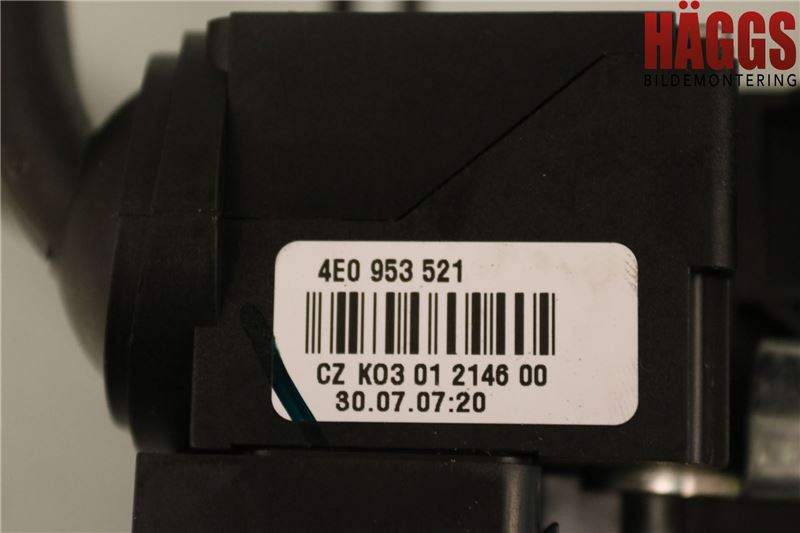 HÄGGS
BILDEMONTERING
4E0 953 521
CZ K03 01 2146 00
30.07.07:20